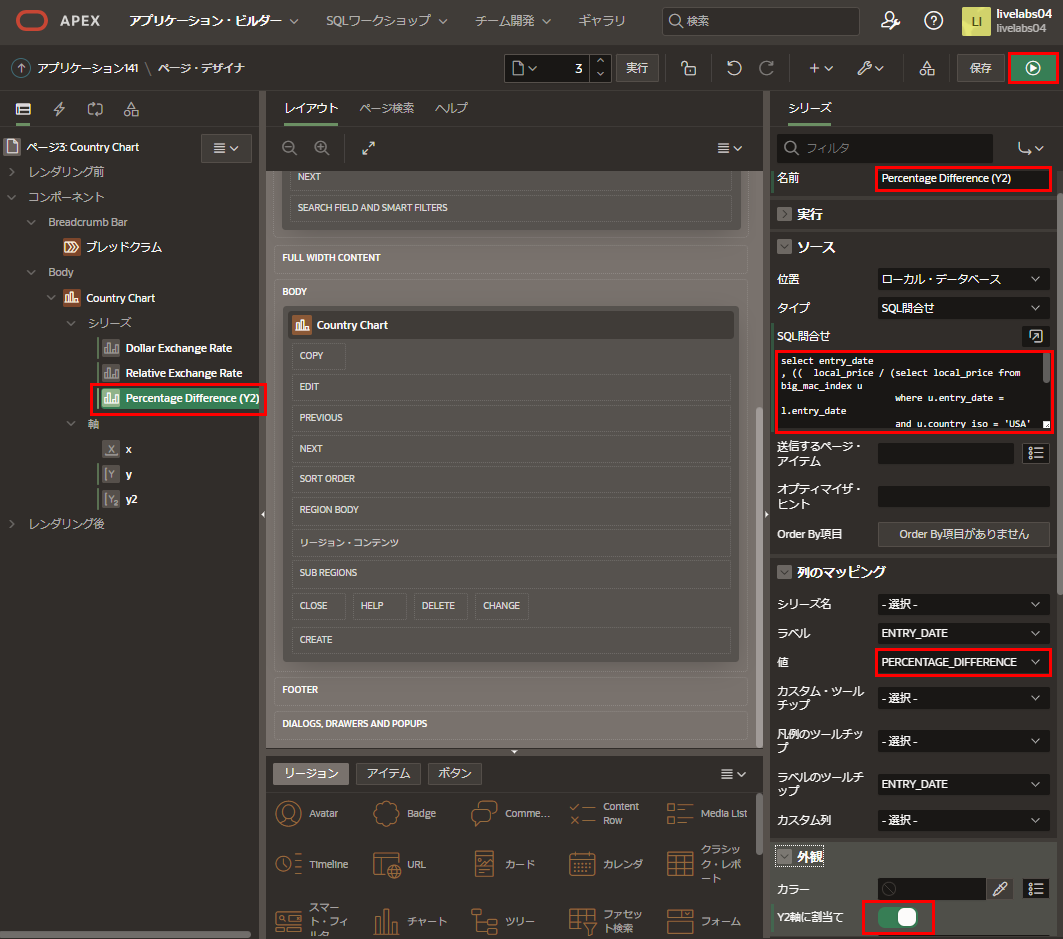 APEX
アプリケーション・ビルダー
SQLワークショップ
チーム開発
ギャラリ
検索
LI
livelabs04
livelabs04
アプリケーション141 \ ページ・デザイナ
3
実行
保存
ページ3: Country Chart
レンダリング前
コンポーネント
Breadcrumb Bar
ブレッドクラム
Body
Country Chart
シリーズ
Dollar Exchange Rate
Relative Exchange Rate
Percentage Difference (Y2)
軸
x
y
y2
レンダリング後
レイアウト
ページ検索
ヘルプ
NEXT
SEARCH FIELD AND SMART FILTERS
FULL WIDTH CONTENT
BODY
Country Chart
COPY
EDIT
PREVIOUS
NEXT
SORT ORDER
REGION BODY
リージョン・コンテンツ
SUB REGIONS
CLOSE
HELP
DELETE
CHANGE
CREATE
FOOTER
DIALOGS, DRAWERS AND POPUPS
リージョン
アイテム
ボタン
Avatar
Badge
Comme...
Content
Row
Media List
Timeline
URL
カード
カレンダ
クラシッ
ク・レポ
ート
スマー
ト・フィ
ルタ
チャート
ツリー
ファセッ
ト検索
フォーム
シリーズ
フィルタ
名前
Percentage Difference (Y2)
実行
ソース
位置
ローカル・データベース
タイプ
SQL問合せ
SQL問合せ
select entry_date
, (( local_price / (select local_price from
big_mac_index u
where u.entry_date =
l.entry_date
and u.country_iso = 'USA'
送信するページ・
アイテム
オプティマイザ・
ヒント
Order By項目
Order By項目がありません
列のマッピング
シリーズ名
- 選択 -
ラベル
ENTRY_DATE
値
PERCENTAGE_DIFFERENCE
カスタム・ツール
チップ
- 選択 -
凡例のツールチッ
プ
- 選択 -
ラベルのツールチ
ップ
ENTRY_DATE
カスタム列
- 選択 -
外観
カラー
Y2軸に割当て